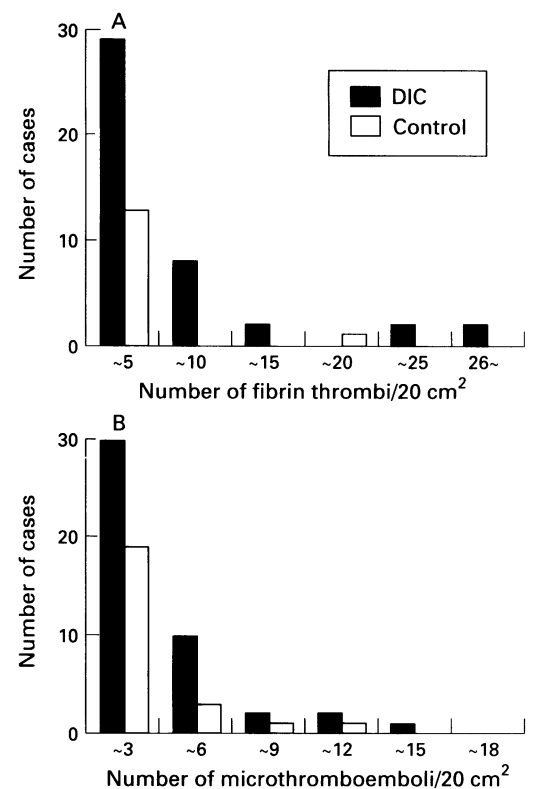 A
30
20
10
0
Number of cases
DIC
Control
~5 ~10 ~15 ~20 ~25 26~
Number of fibrin thrombi/20 cm²
B
30
20
10
0
Number of cases
~3 ~6 ~9 ~12 ~15 ~18
Number of microthromboemboli/20 cm²